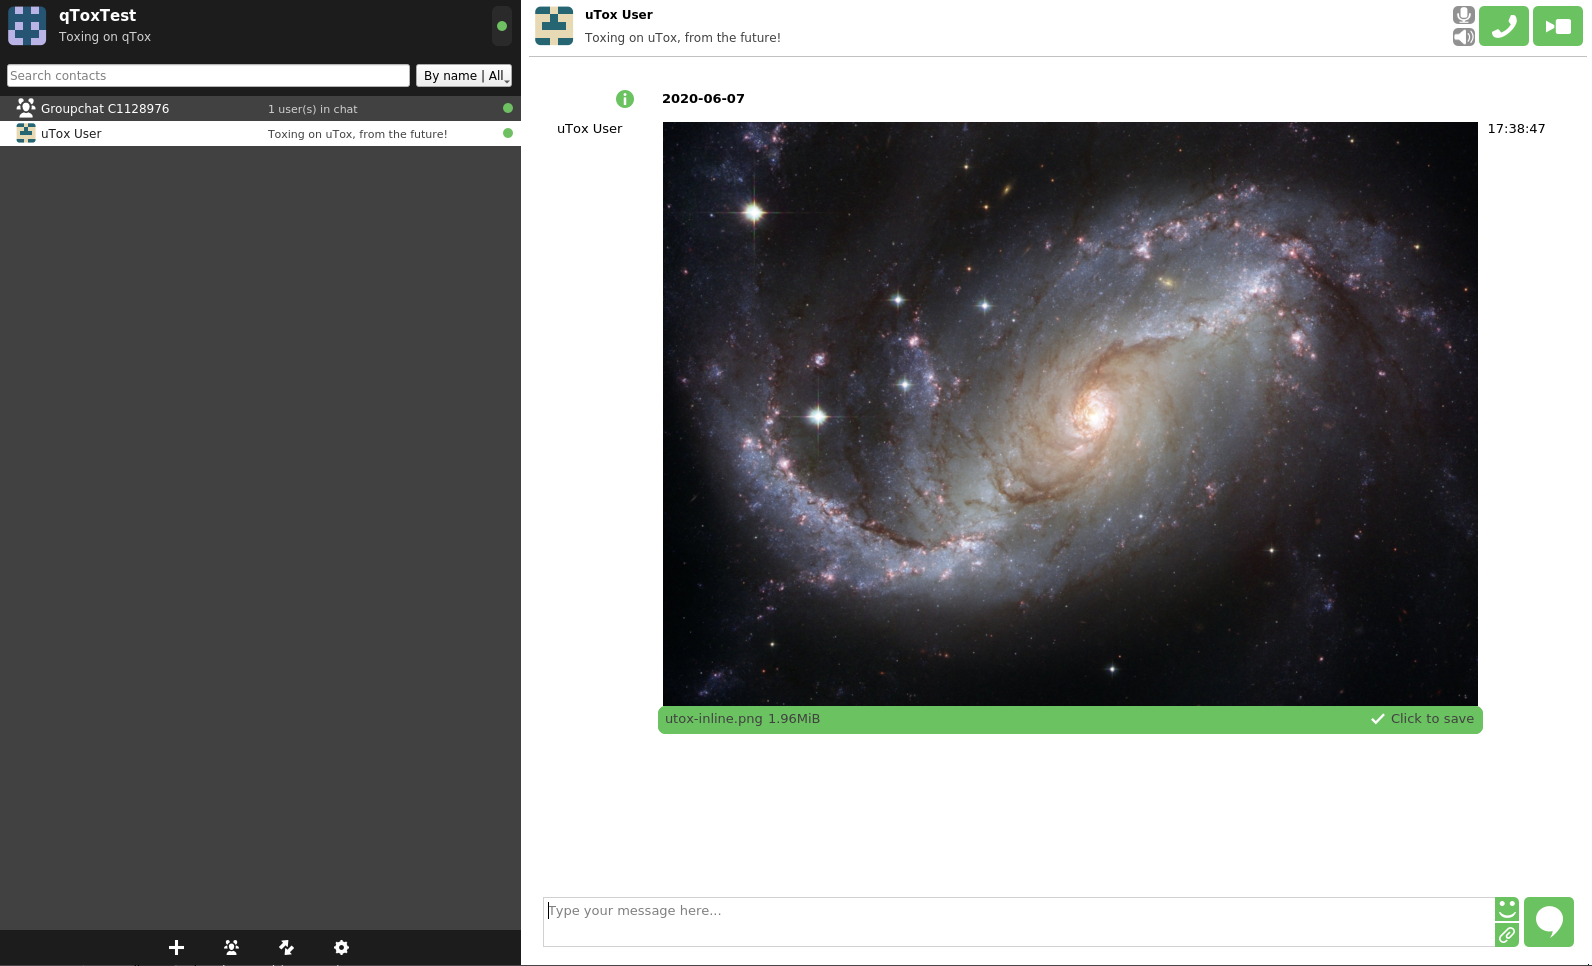 qToxTest
Toxing on qTox
Search contacts
By name | All
Groupchat C1128976
1 user(s) in chat
uTox User
Toxing on uTox, from the future!
uTox User
Toxing on uTox, from the future!
2020-06-07
uTox User
17:38:47
utox-inline.png 1.96MiB
Click to save
Type your message here...